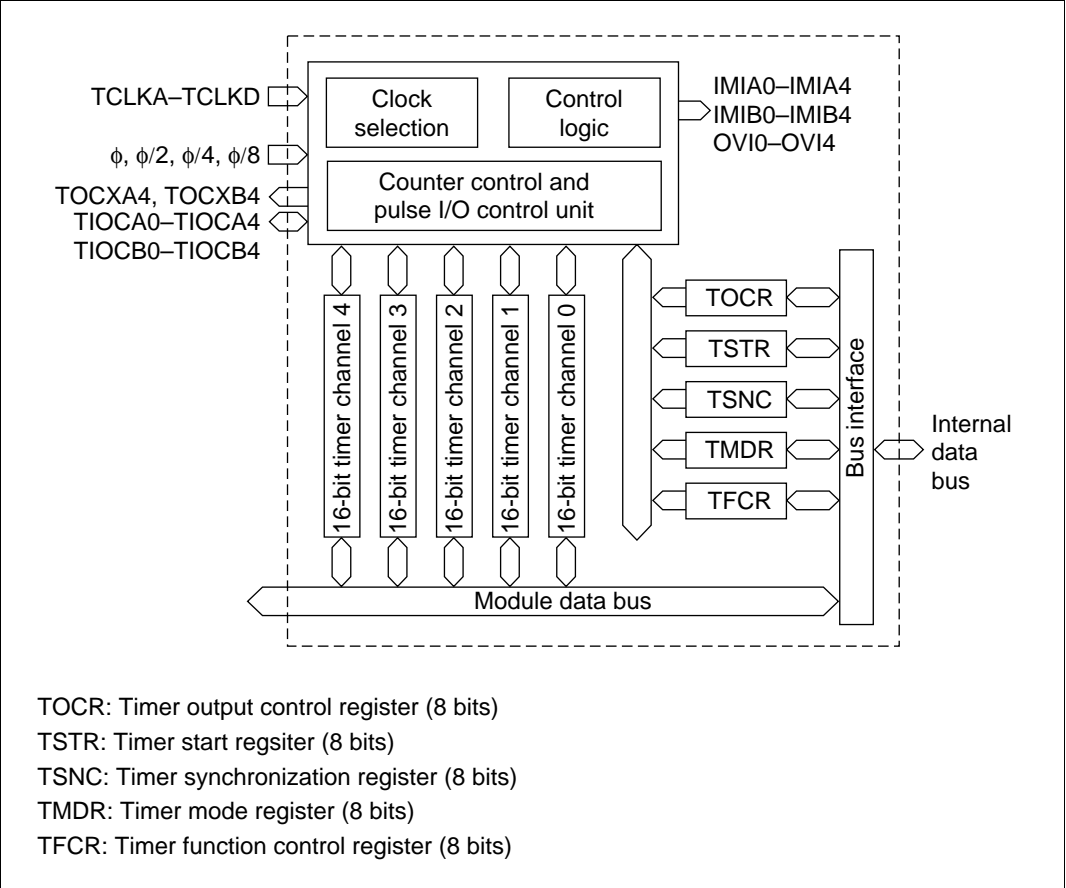 TCLKA–TCLKD
ϕ, ϕ/2, ϕ/4, ϕ/8
TOCXA4, TOCXB4
TIOCA0–TIOCA4
TIOCB0–TIOCB4
Clock
selection
Control
logic
Counter control and
pulse I/O control unit
IMIA0–IMIA4
IMIB0–IMIB4
OVI0–OVI4
16-bit timer channel 4
16-bit timer channel 3
16-bit timer channel 2
16-bit timer channel 1
16-bit timer channel 0
TOCR
TSTR
TSNC
TMDR
TFCR
Bus interface
Internal
data
bus
Module data bus
TOCR: Timer output control register (8 bits)
TSTR: Timer start regsiter (8 bits)
TSNC: Timer synchronization register (8 bits)
TMDR: Timer mode register (8 bits)
TFCR: Timer function control register (8 bits)